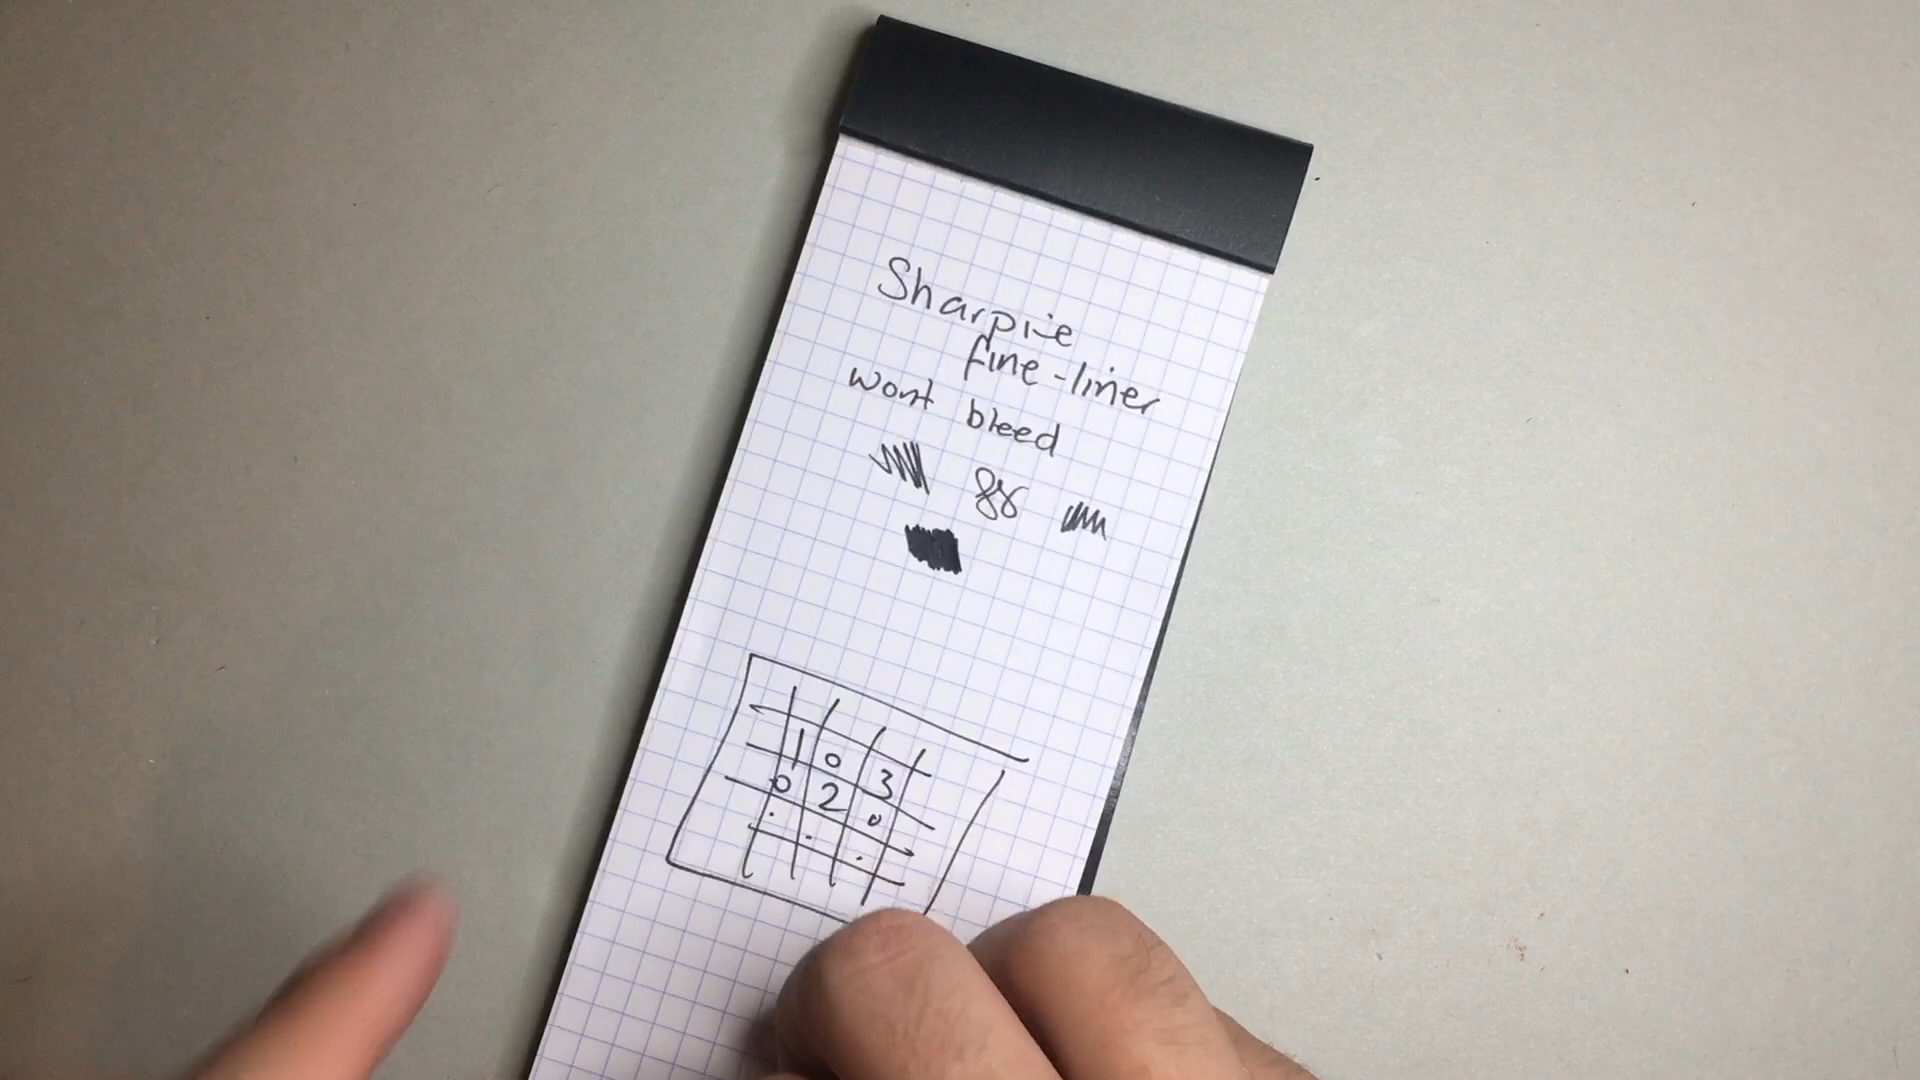 Sharpie
fine-liner
wont bleed
88
1 0 3
0 2 0
. . .